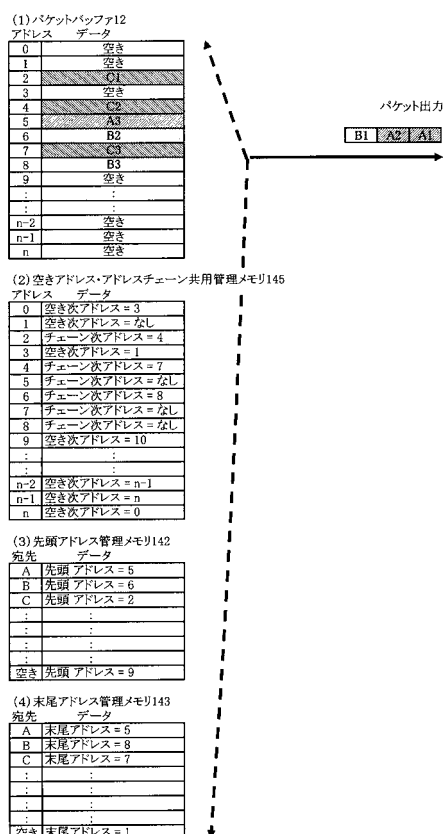 (1)パケットバッファ12
アドレス データ
0 空き
1 空き
2 C1
3 空き
4 C2
5 A3
6 B2
7 C3
8 B3
9 空き
: :
: :
n-2 空き
n-1 空き
n 空き
パケット出力
B1 A2 A1
(2)空きアドレス・アドレスチェーン共用管理メモリ145
アドレス データ
0 空き次アドレス = 3
1 空き次アドレス = なし
2 チェーン次アドレス = 4
3 空き次アドレス = 1
4 チェーン次アドレス = 7
5 チェーン次アドレス = なし
6 チェーン次アドレス = 8
7 チェーン次アドレス = なし
8 チェーン次アドレス = なし
9 空き次アドレス = 10
: :
: :
n-2 空き次アドレス = n-1
n-1 空き次アドレス = n
n 空き次アドレス = 0
(3)先頭アドレス管理メモリ142
宛先 データ
A 先頭 アドレス = 5
B 先頭 アドレス = 6
C 先頭 アドレス = 2
: :
: :
: :
: :
空き 先頭 アドレス = 9
(4)末尾アドレス管理メモリ143
宛先 データ
A 末尾アドレス = 5
B 末尾アドレス = 8
C 末尾アドレス = 7
: :
: :
: :
: :
空き 末尾アドレス = 1